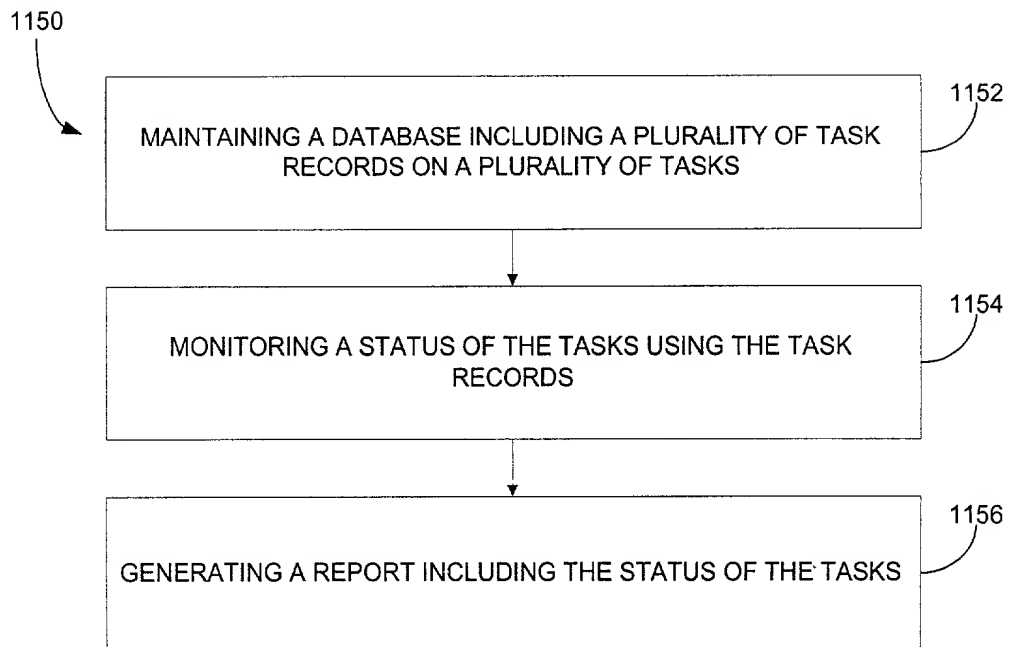 1150
1152
MAINTAINING A DATABASE INCLUDING A PLURALITY OF TASK
RECORDS ON A PLURALITY OF TASKS
1154
MONITORING A STATUS OF THE TASKS USING THE TASK
RECORDS
1156
GENERATING A REPORT INCLUDING THE STATUS OF THE TASKS